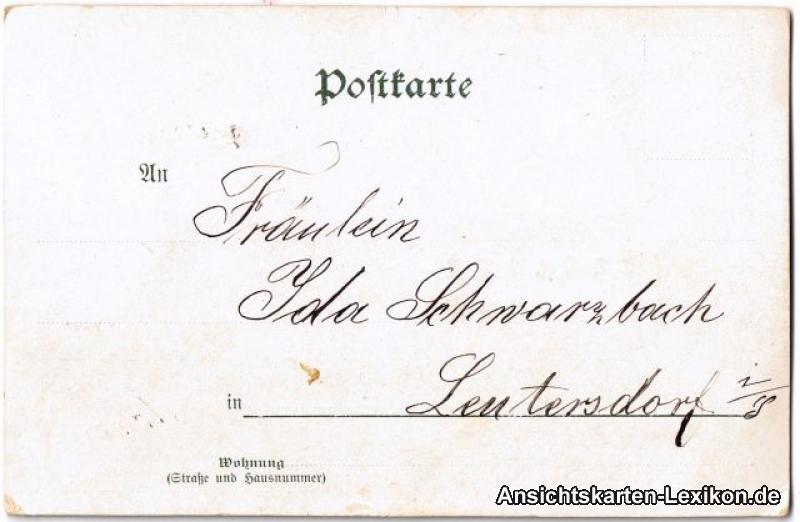 Postkarte
An
Fräulein
Ida Schwarzbach
in Leutersdorf i/S
Wohnung
(Straße und Hausnummer)
Ansichtskarten-Lexikon.de